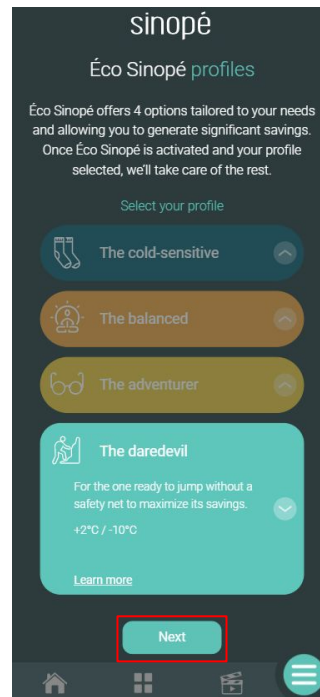 sinopé
Éco Sinopé profiles
Éco Sinopé offers 4 options tailored to your needs
and allowing you to generate significant savings.
Once Éco Sinopé is activated and your profile
selected, we'll take care of the rest.
Select your profile
The cold-sensitive
The balanced
The adventurer
The daredevil
For the one ready to jump without a
safety net to maximize its savings.
+2°C / -10°C
Learn more
Next